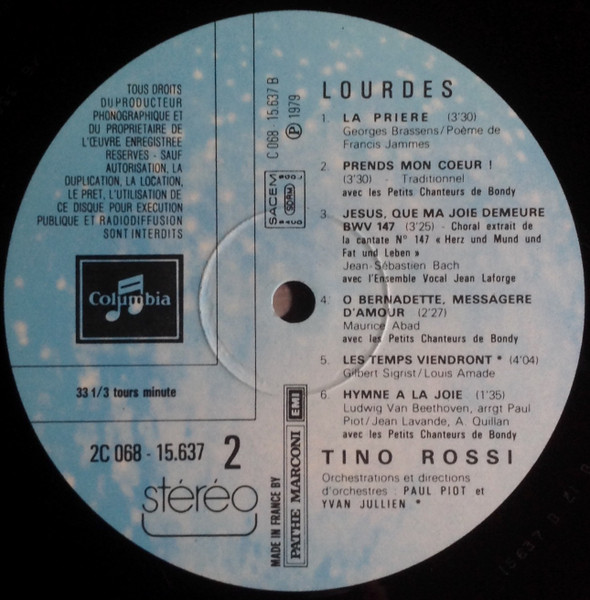 TOUS DROITS
DU PRODUCTEUR
PHONOGRAPHIQUE ET
DU PROPRIETAIRE DE
L'ŒUVRE ENREGISTREE
RESERVES - SAUF
AUTORISATION, LA
DUPLICATION, LA LOCATION,
LE PRET, L'UTILISATION DE
CE DISQUE POUR EXECUTION
PUBLIQUE ET RADIODIFFUSION
SONT INTERDITS
Columbia
33 1/3 tours minute
2C 068 - 15.637 2
stéréo
C 068 15.637 B
℗ 1979
SACEM
SDRM
MADE IN FRANCE BY
PATHE MARCONI EMI
LOURDES
1. LA PRIERE (3'30)
Georges Brassens/Poème de
Francis Jammes
2. PRENDS MON COEUR !
(3'30) - Traditionnel
avec les Petits Chanteurs de Bondy
3. JESUS, QUE MA JOIE DEMEURE
BWV 147 (3'25) - Choral extrait de
la cantate N° 147 « Herz und Mund und
Fat und Leben »
Jean-Sébastien Bach
avec l'Ensemble Vocal Jean Laforge
4. O BERNADETTE, MESSAGERE
D'AMOUR (2'27)
Maurice Abad
avec les Petits Chanteurs de Bondy
5. LES TEMPS VIENDRONT * (4'04)
Gilbert Sigrist/Louis Amade
6. HYMNE A LA JOIE (1'35)
Ludwig Van Beethoven, arrgt Paul
Piot/Jean Lavande, A. Quillan
avec les Petits Chanteurs de Bondy
TINO ROSSI
Orchestrations et directions
d'orchestres : PAUL PIOT et
YVAN JULLIEN *